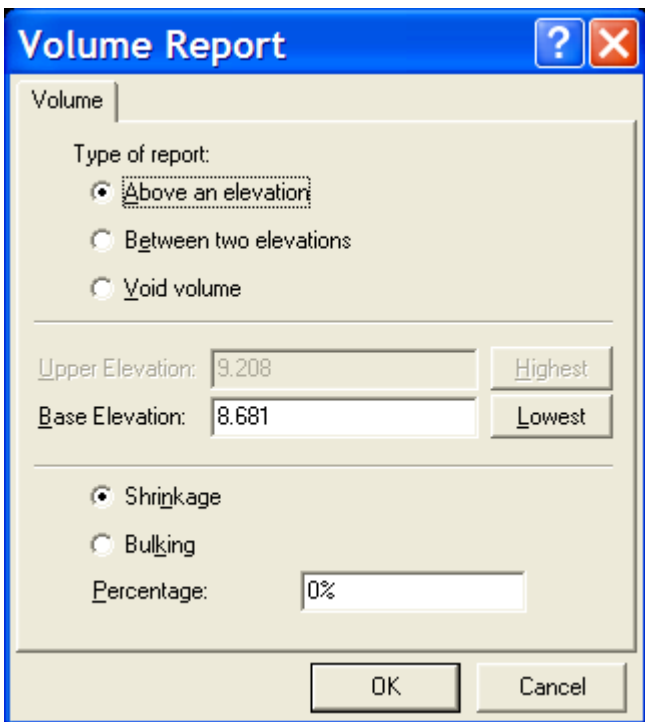 Volume Report
Volume
Type of report:
Above an elevation
Between two elevations
Void volume
Upper Elevation: 9.208 Highest
Base Elevation: 8.681 Lowest
Shrinkage
Bulking
Percentage: 0%
OK Cancel